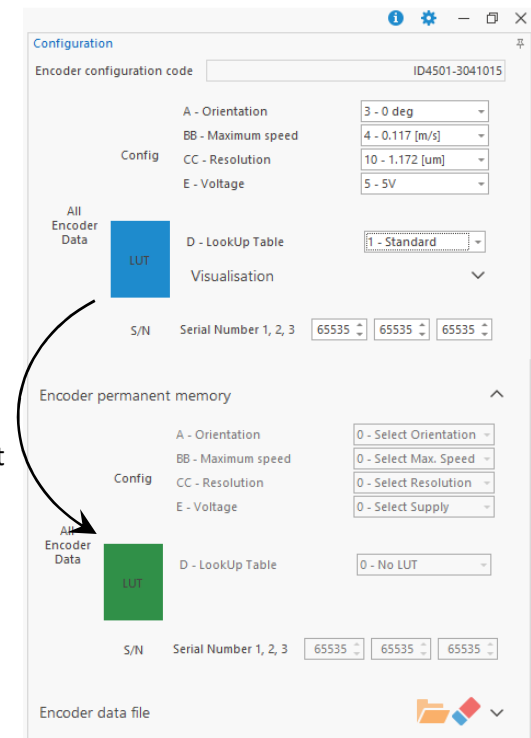 Configuration
Encoder configuration code ID4501-3041015
A - Orientation 3 - 0 deg
BB - Maximum speed 4 - 0.117 [m/s]
Config
CC - Resolution 10 - 1.172 [um]
E - Voltage 5 - 5V
All
Encoder
Data
LUT
D - LookUp Table 1 - Standard
Visualisation
S/N Serial Number 1, 2, 3 65535 65535 65535
Encoder permanent memory
A - Orientation 0 - Select Orientation
BB - Maximum speed 0 - Select Max. Speed
t
Config
CC - Resolution 0 - Select Resolution
E - Voltage 0 - Select Supply
All
Encoder
Data
LUT
D - LookUp Table 0 - No LUT
S/N Serial Number 1, 2, 3 65535 65535 65535
Encoder data file